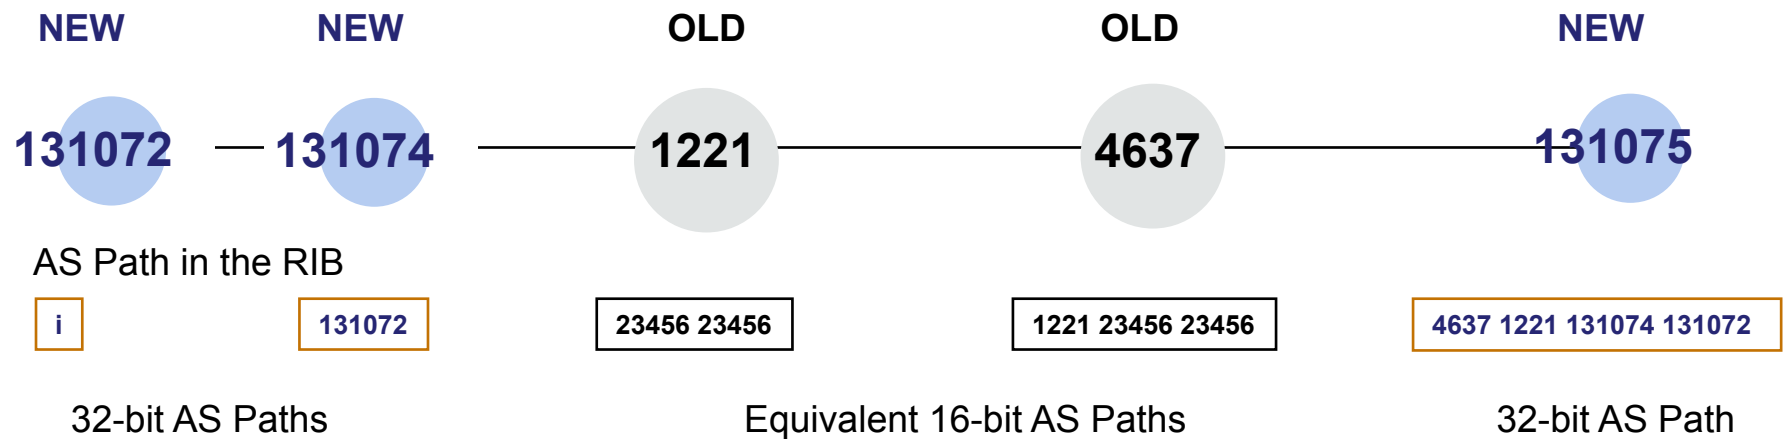 NEW NEW OLD OLD NEW
131072 131074 1221 4637 131075
AS Path in the RIB
i 131072 23456 23456 1221 23456 23456 4637 1221 131074 131072
32-bit AS Paths Equivalent 16-bit AS Paths 32-bit AS Path